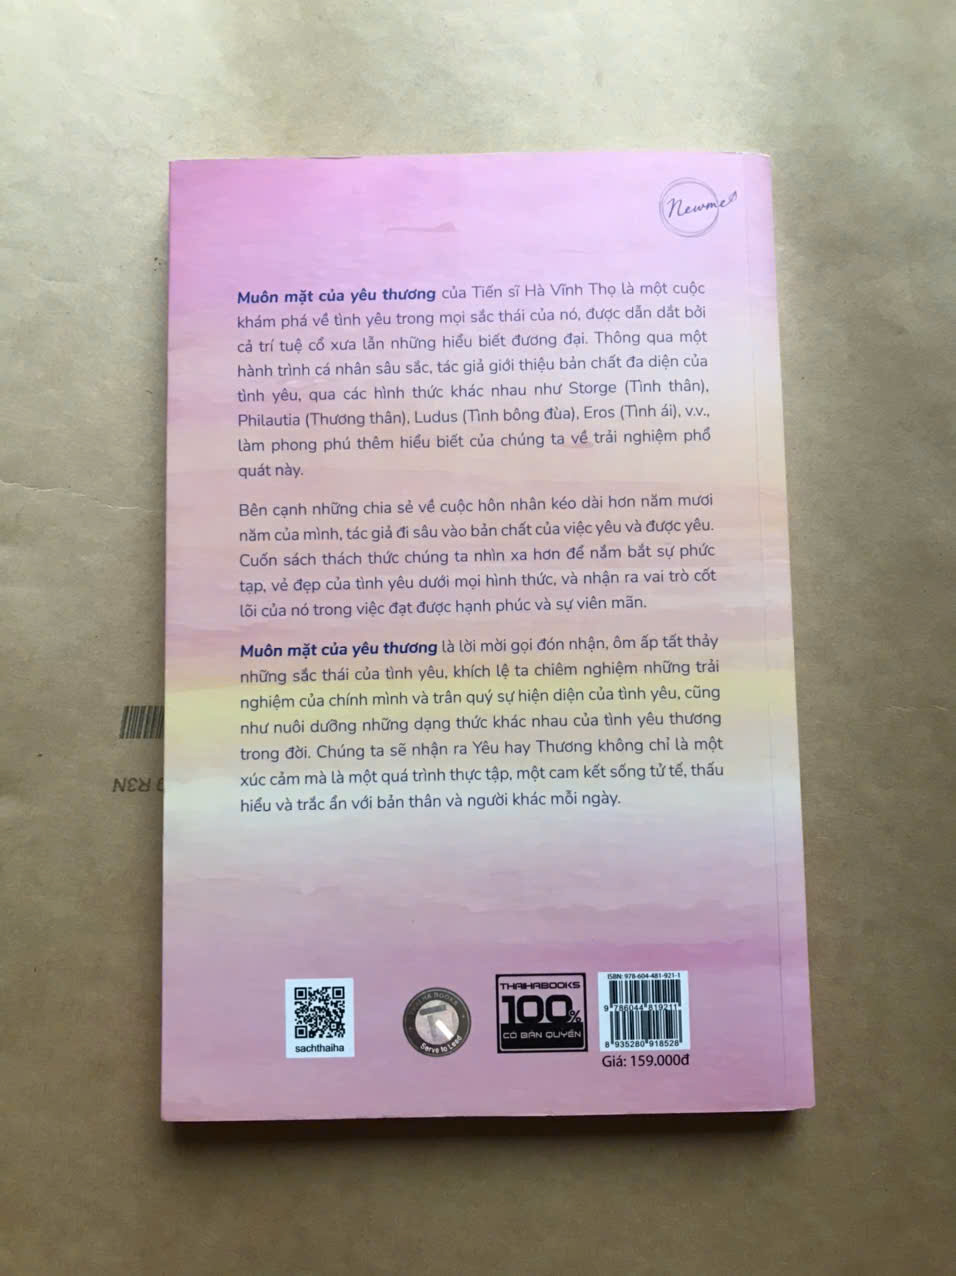 Newme
Muôn mặt của yêu thương của Tiến sĩ Hà Vĩnh Thọ là một cuộc
khám phá về tình yêu trong mọi sắc thái của nó, được dẫn dắt bởi
cả trí tuệ cổ xưa lẫn những hiểu biết đương đại. Thông qua một
hành trình cá nhân sâu sắc, tác giả giới thiệu bản chất đa diện của
tình yêu, qua các hình thức khác nhau như Storge (Tình thân),
Philautia (Thương thân), Ludus (Tình bông đùa), Eros (Tình ái), v.v.,
làm phong phú thêm hiểu biết của chúng ta về trải nghiệm phổ
quát này.
Bên cạnh những chia sẻ về cuộc hôn nhân kéo dài hơn năm mươi
năm của mình, tác giả đi sâu vào bản chất của việc yêu và được yêu.
Cuốn sách thách thức chúng ta nhìn xa hơn để nắm bắt sự phức
tạp, vẻ đẹp của tình yêu dưới mọi hình thức, và nhận ra vai trò cốt
lõi của nó trong việc đạt được hạnh phúc và sự viên mãn.
Muôn mặt của yêu thương là lời mời gọi đón nhận, ôm ấp tất thảy
những sắc thái của tình yêu, khích lệ ta chiêm nghiệm những trải
nghiệm của chính mình và trân quý sự hiện diện của tình yêu, cũng
như nuôi dưỡng những dạng thức khác nhau của tình yêu thương
trong đời. Chúng ta sẽ nhận ra Yêu hay Thương không chỉ là một
xúc cảm mà là một quá trình thực tập, một cam kết sống tử tế, thấu
hiểu và trắc ẩn với bản thân và người khác mỗi ngày.
sachthaiha
Serve to Lead
THAIHABOOKS
100%
CÓ BẢN QUYỀN
ISBN: 978-604-481-921-1
9 786044 819211
8 935280 918528
Giá: 159.000đ